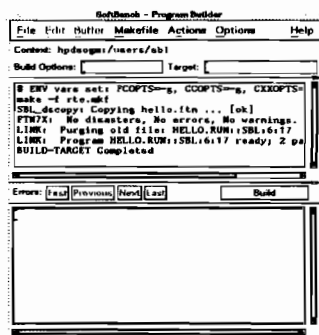 SoftBench - Program Builder
File Edit Buffer Makefile Actions Options Help
Context: hpdsogm:/users/sbl
Build Options: Target:
# ENV vars set: FCOPTS=-g, CCOPTS=-g, CXXOPTS=
make -f rte.mkf
SBL_dscopy: Copying hello.ftn ... [ok]
FTN7X: No disasters, No errors, No warnings.
LINK: Purging old file: HELLO.RUN::SBL:6:17
LINK: Program HELLO.RUN::SBL:6:17 ready; 2 pa
BUILD-TARGET Completed
Errors: First Previous Next Last Build